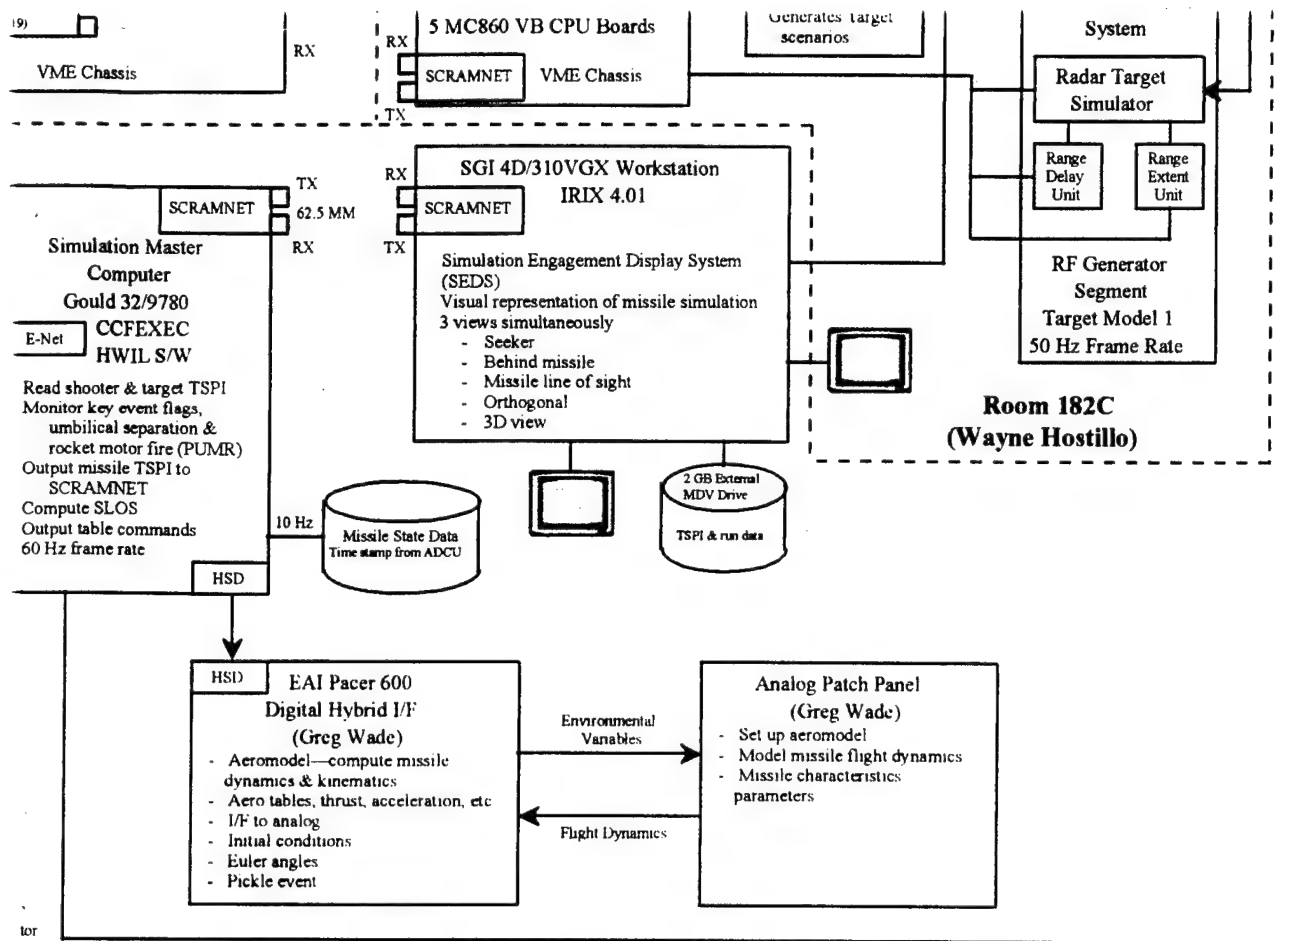 19)
RX
VME Chassis
5 MC860 VB CPU Boards
RX
SCRAMNET
VME Chassis
TX
Generates target
scenarios
System
Radar Target
Simulator
Range
Delay
Unit
Range
Extent
Unit
RF Generator
Segment
Target Model 1
50 Hz Frame Rate
Room 182C
(Wayne Hostillo)
SCRAMNET
TX
62.5 MM
RX
Simulation Master
Computer
Gould 32/9780
CCFEXEC
E-Net
HWIL S/W
Read shooter & target TSPI
Monitor key event flags,
umbilical separation &
rocket motor fire (PUMR)
Output missile TSPI to
SCRAMNET
Compute SLOS
Output table commands
60 Hz frame rate
HSD
10 Hz
Missile State Data
Time stamp from ADCU
SGI 4D/310VGX Workstation
IRIX 4.01
RX
SCRAMNET
TX
Simulation Engagement Display System
(SEDS)
Visual representation of missile simulation
3 views simultaneously
- Seeker
- Behind missile
- Missile line of sight
- Orthogonal
- 3D view
2 GB External
MDV Drive
TSPI & run data
HSD
EAI Pacer 600
Digital Hybrid I/F
(Greg Wade)
- Aeromodel—compute missile
dynamics & kinematics
- Aero tables, thrust, acceleration, etc
- I/F to analog
- Initial conditions
- Euler angles
- Pickle event
Environmental
Variables
Flight Dynamics
Analog Patch Panel
(Greg Wade)
- Set up aeromodel
- Model missile flight dynamics
- Missile characteristics
parameters
tor